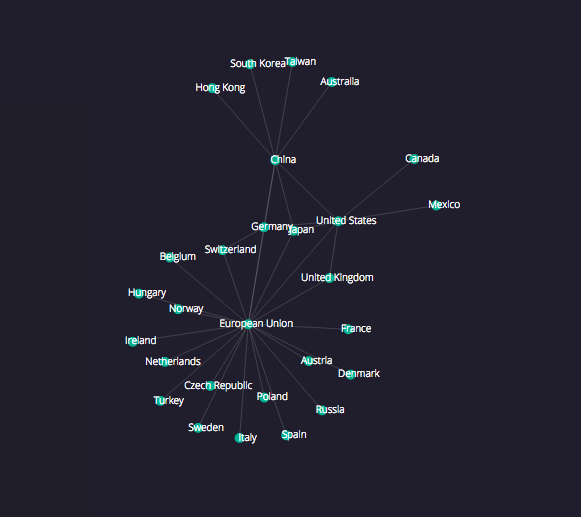 South Korea
Taiwan
Hong Kong
Australia
China
Canada
Mexico
United States
Germany
Japan
Switzerland
Belgium
United Kingdom
Hungary
Norway
European Union
France
Ireland
Netherlands
Austria
Denmark
Czech Republic
Poland
Turkey
Russia
Sweden
Italy
Spain